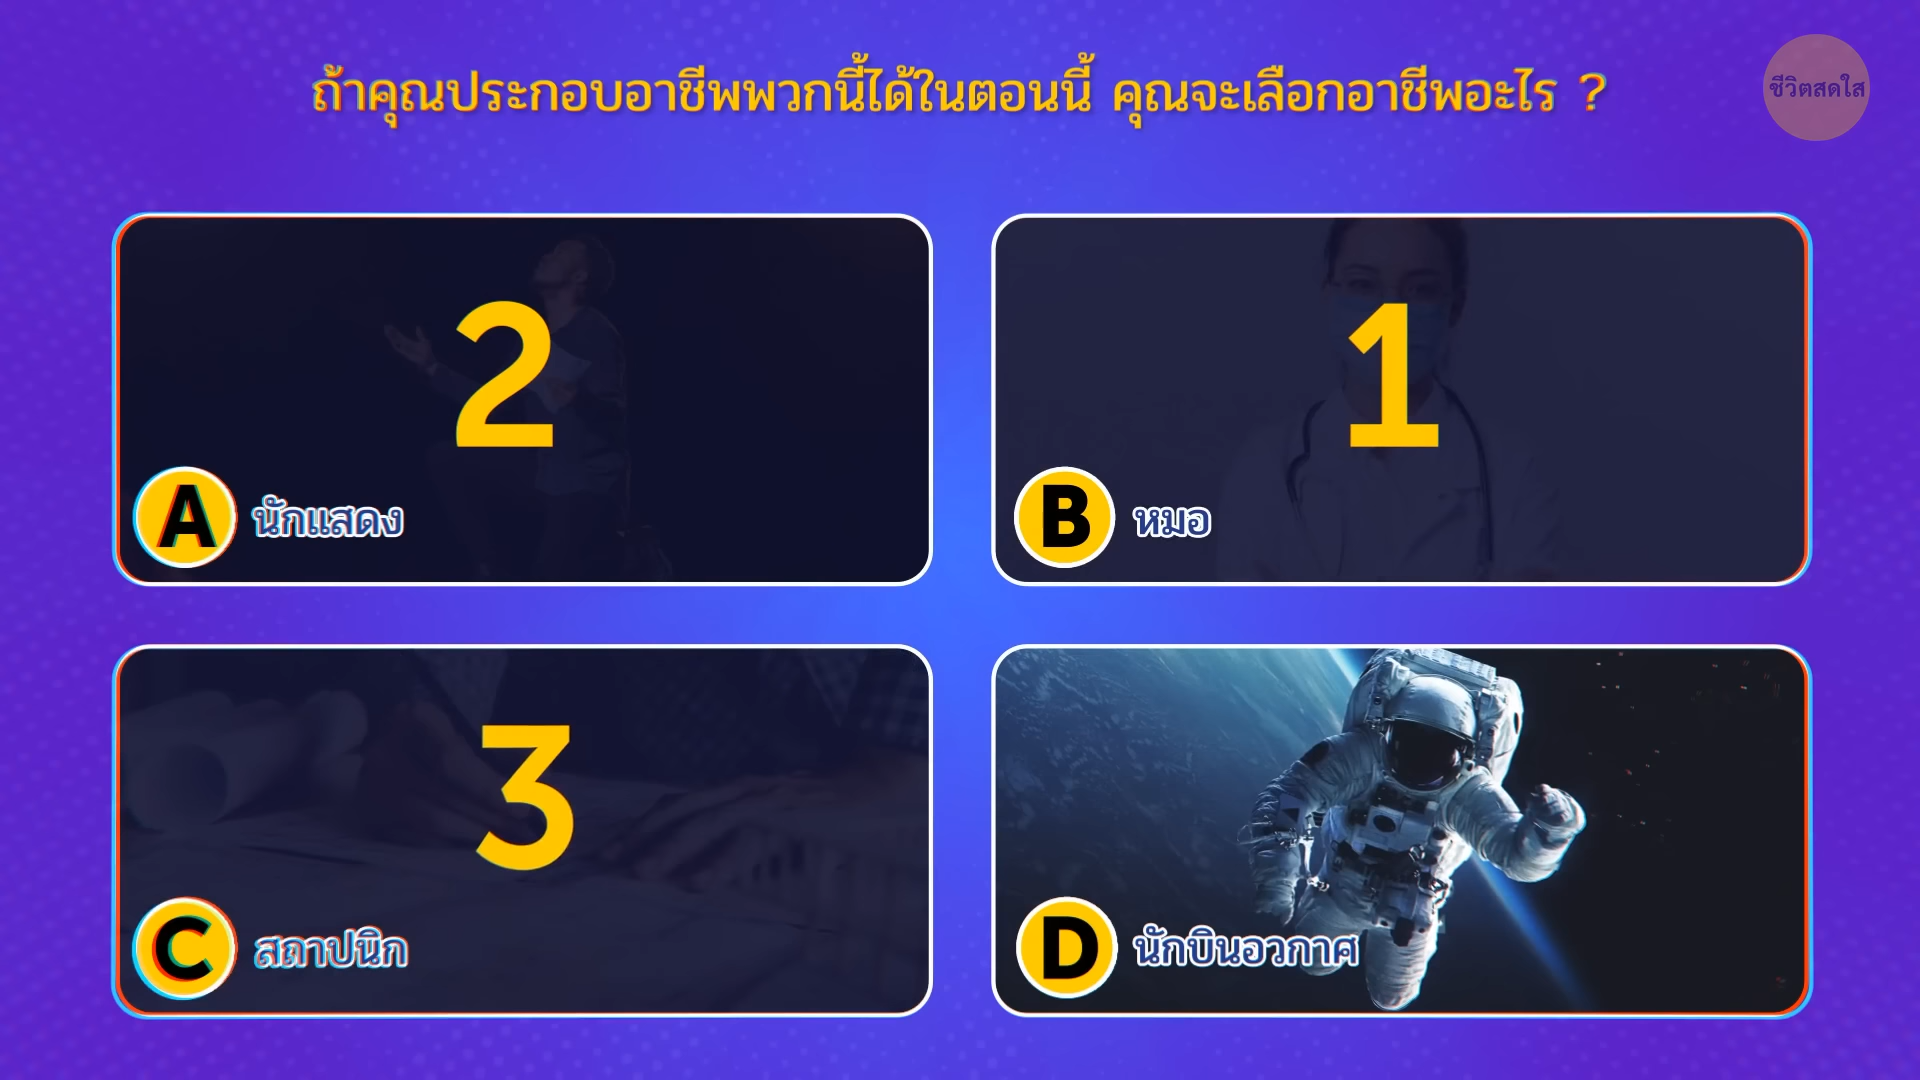 ถ้าคุณประกอบอาชีพพวกนี้ได้ในตอนนี้ คุณจะเลือกอาชีพอะไร ?
ชีวิตสดใส
2
A นักแสดง
1
B หมอ
3
C สถาปนิก
D นักบินอวกาศ